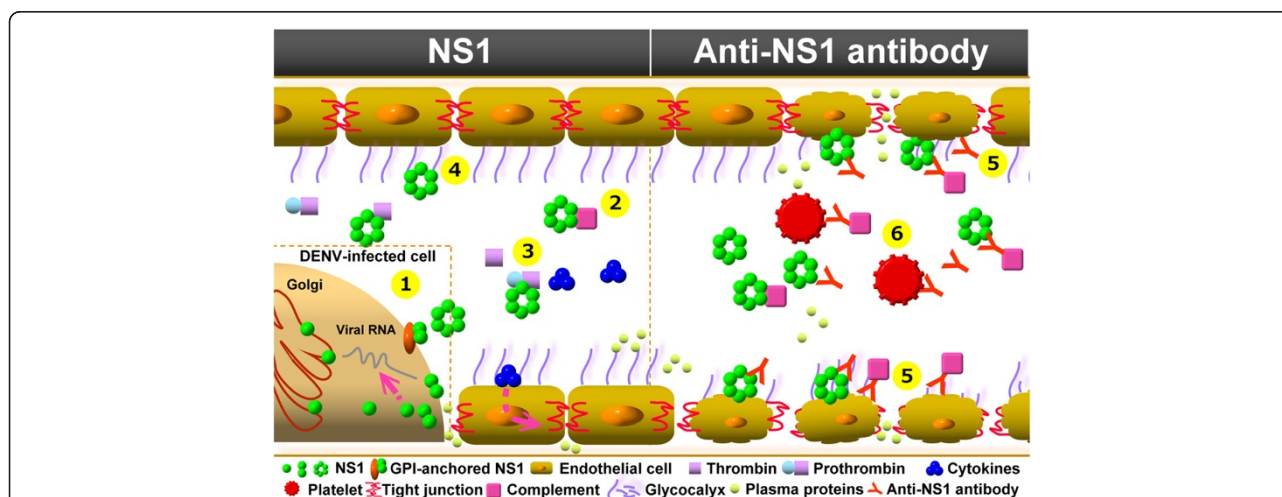 NS1 Anti-NS1 antibody
4
5
2
3
6
DENV-infected cell
1
Golgi
Viral RNA
5
NS1 GPI-anchored NS1 Endothelial cell Thrombin Prothrombin Cytokines
Platelet Tight junction Complement Glycocalyx Plasma proteins Anti-NS1 antibody